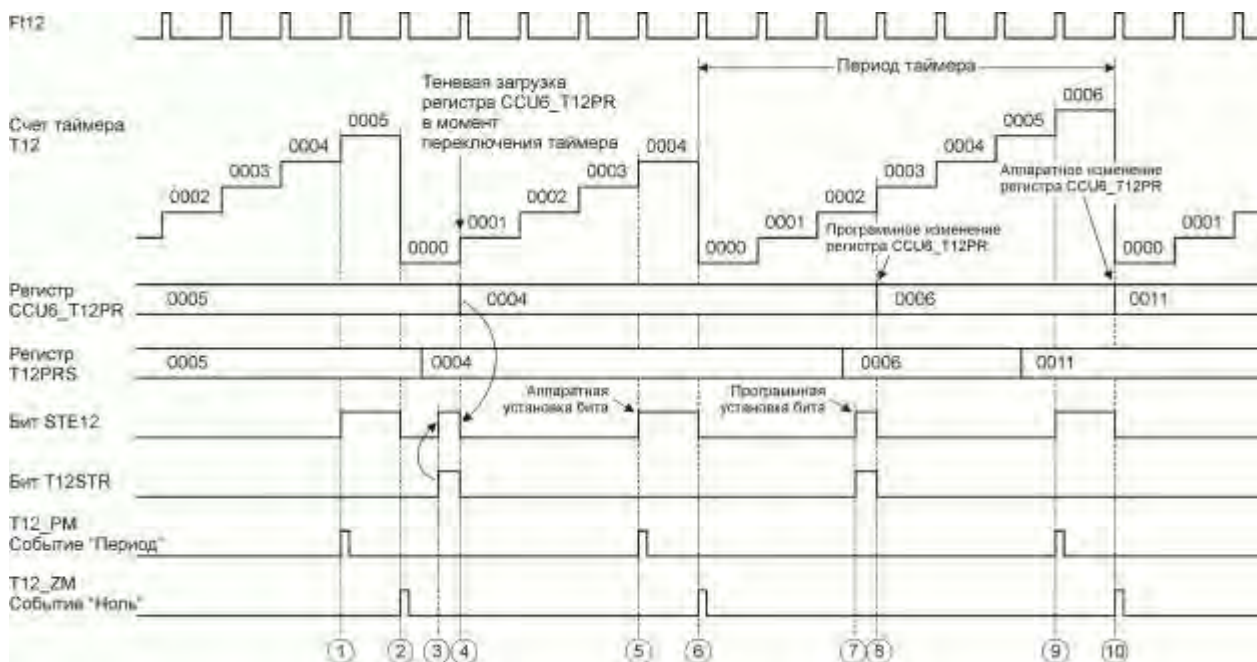 Ft12
Период таймера
Теневая загрузка
регистра CCU6_T12PR
в момент
переключения таймера
Счет таймера
T12
0002
0003
0004
0005
0000
0001
0002
0003
0004
0000
0001
0002
0003
0004
0005
0006
0000
0001
Аппаратное изменение
регистра CCU6_T12PR
Программное изменение
регистра CCU6_T12PR
Регистр
CCU6_T12PR
0005
0004
0006
0011
Регистр
T12PRS
0005
0004
0006
0011
Аппаратная
установка бита
Программная
установка бита
Бит STE12
Бит T12STR
T12_PM
Событие "Период"
T12_ZM
Событие "Ноль"
1 2 3 4 5 6 7 8 9 10